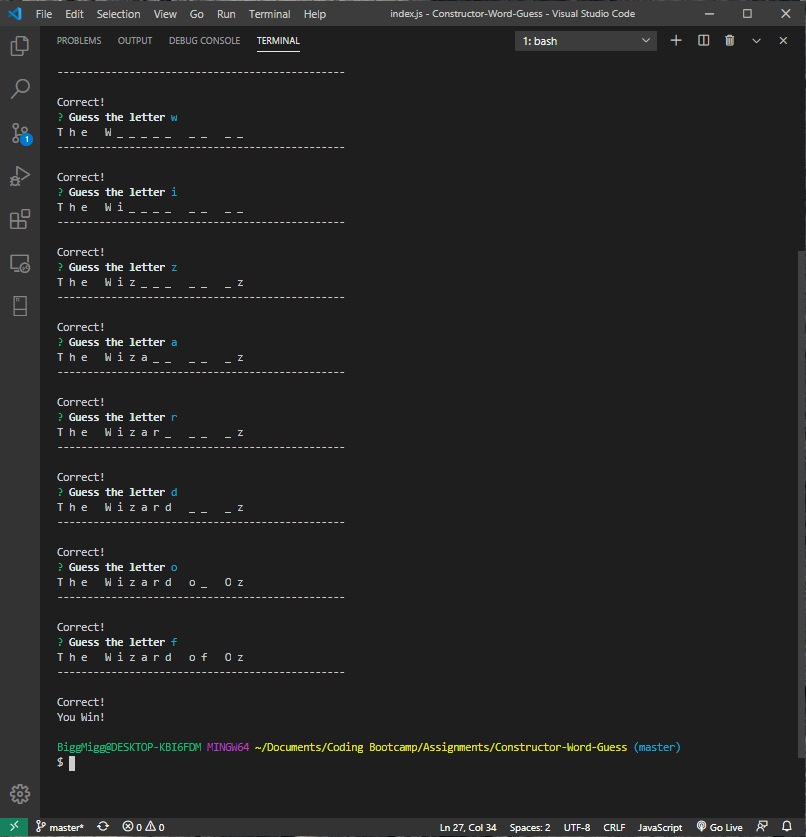 File Edit Selection View Go Run Terminal Help index.js - Constructor-Word-Guess - Visual Studio Code
PROBLEMS OUTPUT DEBUG CONSOLE TERMINAL 1: bash
------------------------------------------------
Correct!
? Guess the letter w
T h e   W _ _ _ _ _   _ _   _ _
------------------------------------------------
Correct!
? Guess the letter i
T h e   W i _ _ _ _   _ _   _ _
------------------------------------------------
Correct!
? Guess the letter z
T h e   W i z _ _ _   _ _   _ z
------------------------------------------------
Correct!
? Guess the letter a
T h e   W i z a _ _   _ _   _ z
------------------------------------------------
Correct!
? Guess the letter r
T h e   W i z a r _   _ _   _ z
------------------------------------------------
Correct!
? Guess the letter d
T h e   W i z a r d   _ _   _ z
------------------------------------------------
Correct!
? Guess the letter o
T h e   W i z a r d   o _   O z
------------------------------------------------
Correct!
? Guess the letter f
T h e   W i z a r d   o f   O z
------------------------------------------------
Correct!
You Win!
BiggMigg@DESKTOP-KBI6FDM MINGW64 ~/Documents/Coding Bootcamp/Assignments/Constructor-Word-Guess (master)
$
1
master* 0 0 Ln 27, Col 34 Spaces: 2 UTF-8 CRLF JavaScript Go Live